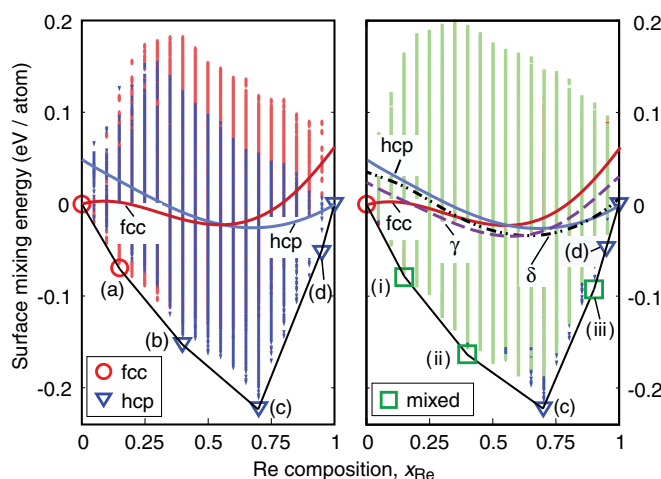 Surface mixing energy (eV / atom)
0.2
0.1
0
-0.1
-0.2
hcp
fcc
hcp
(a)
(b)
(c)
(d)
fcc
hcp
0 0.25 0.5 0.75 1
hcp
fcc
γ
δ
(d)
(i)
(ii)
(iii)
(c)
mixed
0 0.25 0.5 0.75 1
0.2
0.1
0
-0.1
-0.2
Re composition, xRe